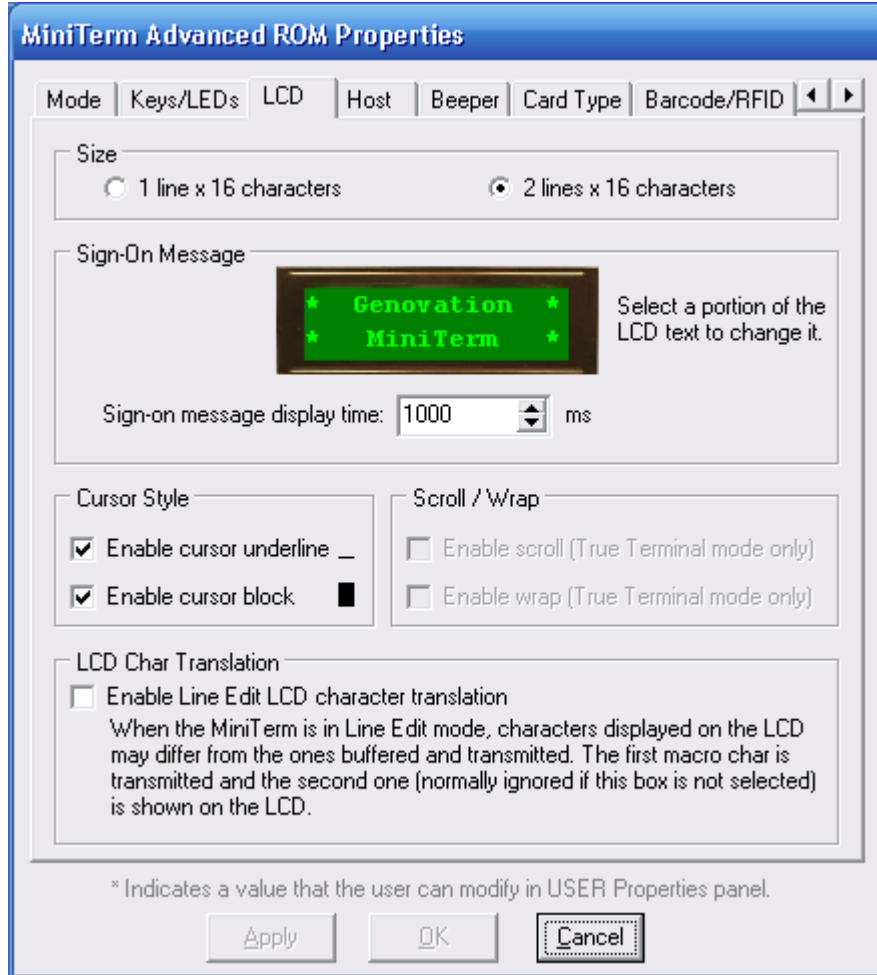 MiniTerm Advanced ROM Properties
Mode Keys/LEDs LCD Host Beeper Card Type Barcode/RFID
Size
1 line x 16 characters 2 lines x 16 characters
Sign-On Message
* Genovation *
* MiniTerm *
Select a portion of the
LCD text to change it.
Sign-on message display time: 1000 ms
Cursor Style
Enable cursor underline _
Enable cursor block
Scroll / Wrap
Enable scroll (True Terminal mode only)
Enable wrap (True Terminal mode only)
LCD Char Translation
Enable Line Edit LCD character translation
When the MiniTerm is in Line Edit mode, characters displayed on the LCD
may differ from the ones buffered and transmitted. The first macro char is
transmitted and the second one (normally ignored if this box is not selected)
is shown on the LCD.
* Indicates a value that the user can modify in USER Properties panel.
Apply OK Cancel